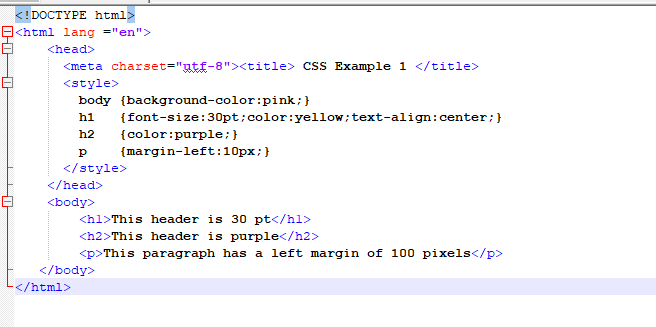 <!DOCTYPE html>
<html lang ="en">
<head>
<meta charset="utf-8"><title> CSS Example 1 </title>
<style>
body {background-color:pink;}
h1 {font-size:30pt;color:yellow;text-align:center;}
h2 {color:purple;}
p {margin-left:10px;}
</style>
</head>
<body>
<h1>This header is 30 pt</h1>
<h2>This header is purple</h2>
<p>This paragraph has a left margin of 100 pixels</p>
</body>
</html>